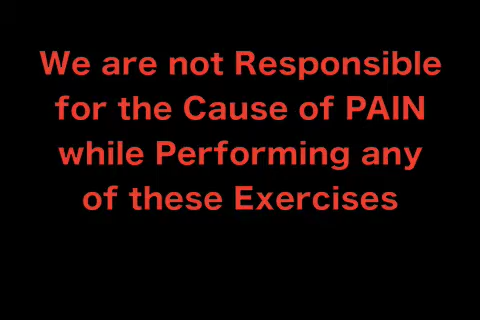 We are not Responsible
for the Cause of PAIN
while Performing any
of these Exercises